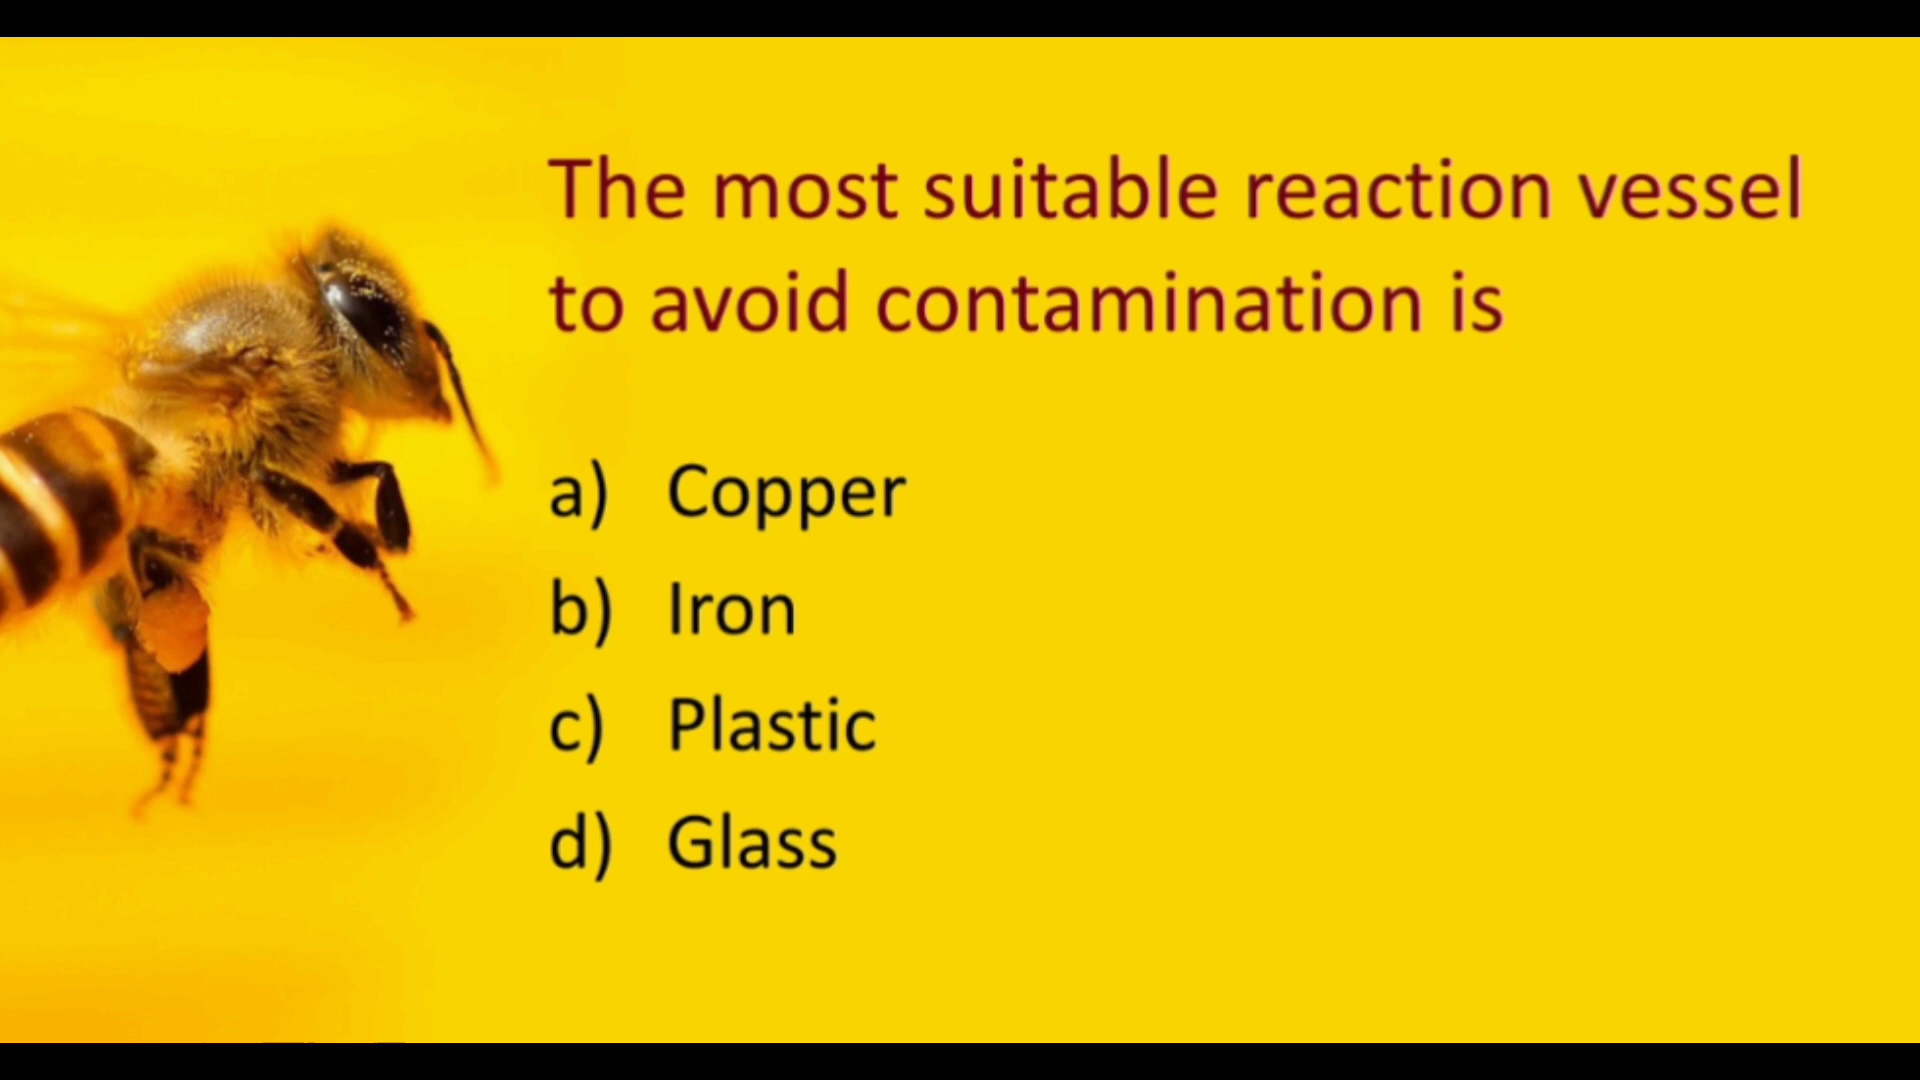 The most suitable reaction vessel
to avoid contamination is
a) Copper
b) Iron
c) Plastic
d) Glass